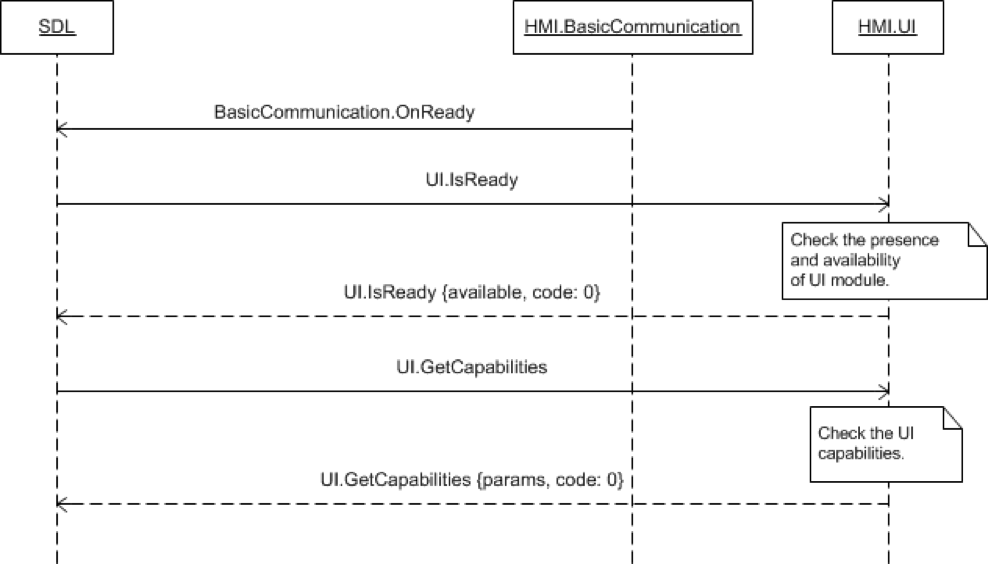 SDL
HMI.BasicCommunication
HMI.UI
BasicCommunication.OnReady
UI.IsReady
Check the presence
and availability
of UI module.
UI.IsReady {available, code: 0}
UI.GetCapabilities
Check the UI
capabilities.
UI.GetCapabilities {params, code: 0}